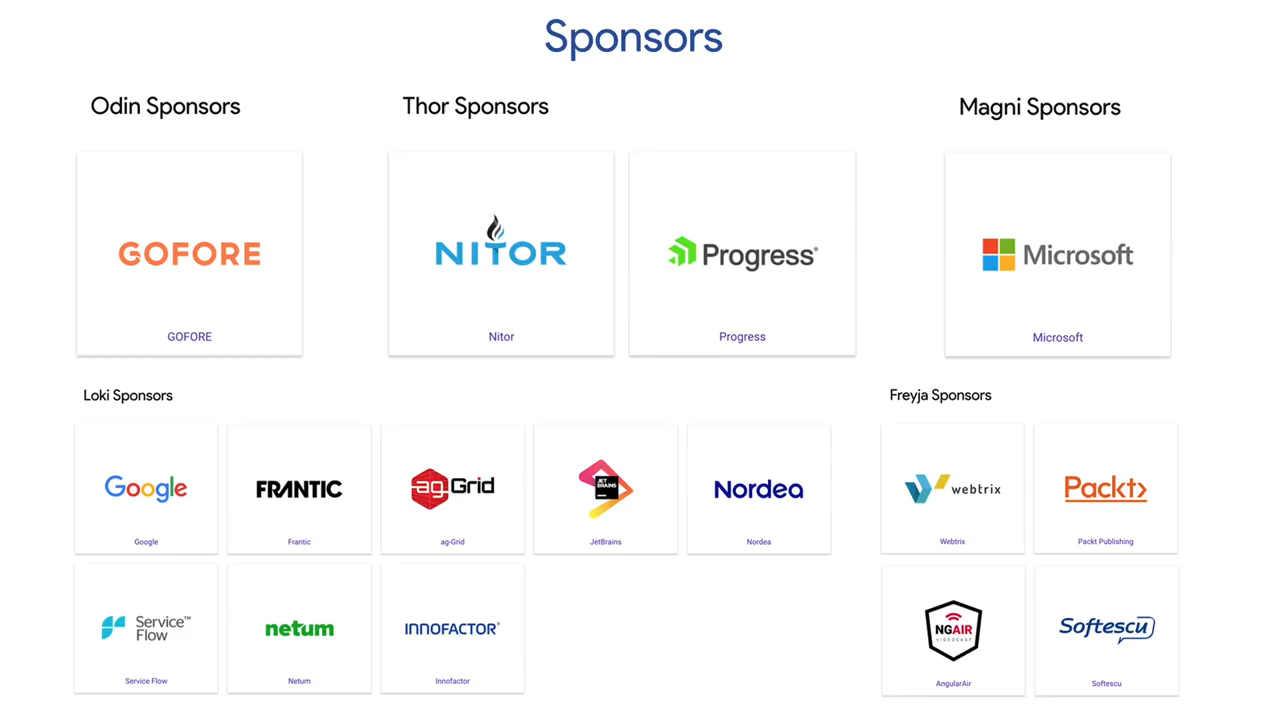 Sponsors
Odin Sponsors
GOFORE
GOFORE
Thor Sponsors
NITOR
Nitor
Progress®
Progress
Magni Sponsors
Microsoft
Microsoft
Loki Sponsors
Google
Google
FRANTIC
Frantic
ag Grid
ag-Grid
JET
BRAINS
JetBrains
Nordea
Nordea
Service™
Flow
Service Flow
netum
Netum
INNOFACTOR®
Innofactor
Freyja Sponsors
webtrix
Webtrix
Packt>
Packt Publishing
NGAIR
VIDEOCAST
AngularAir
Softescu
Softescu